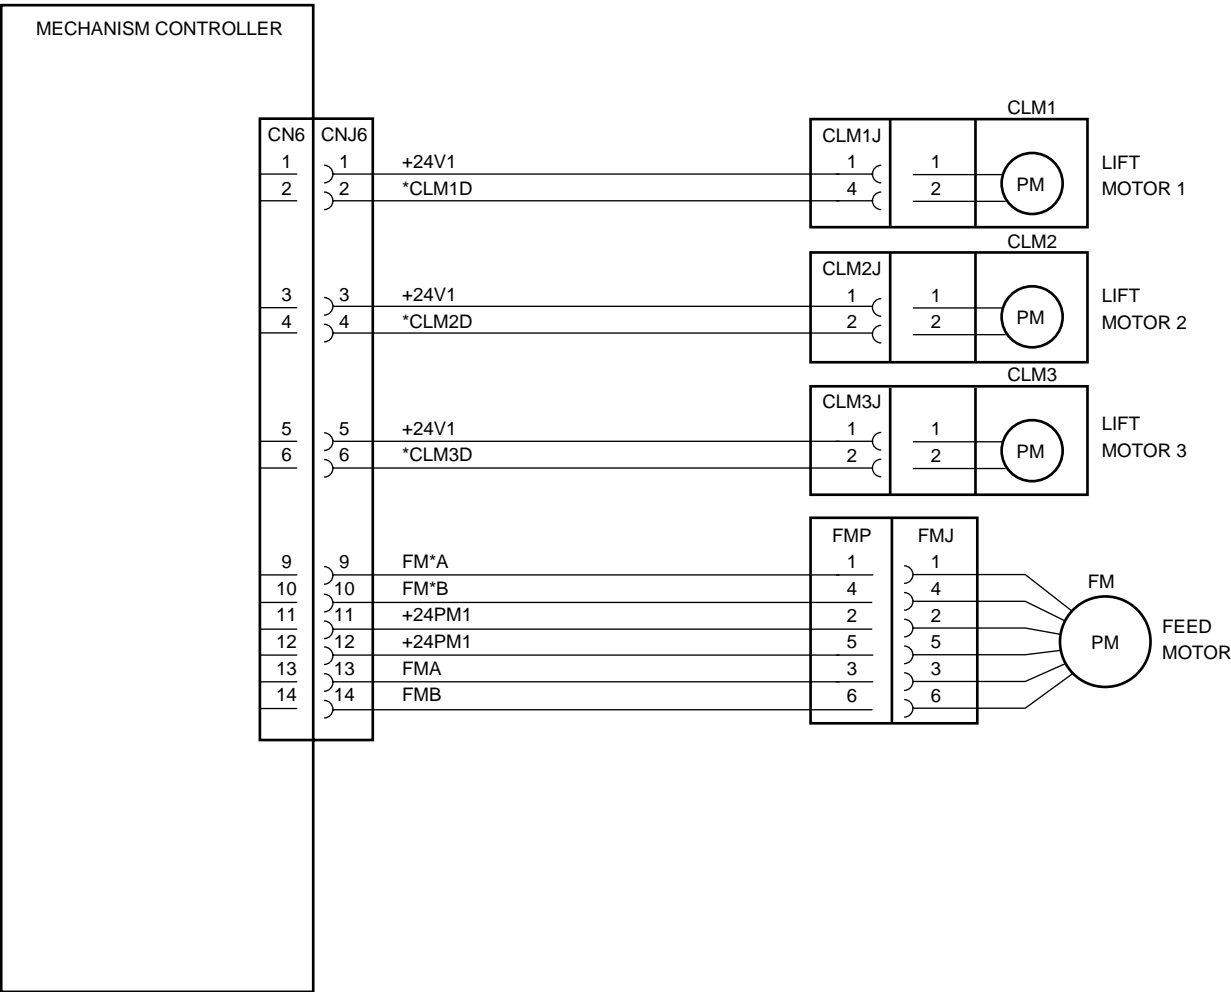 MECHANISM CONTROLLER
CLM1
CN6 CNJ6 CLM1J
1 1 +24V1 1 1 LIFT
2 2 *CLM1D 4 2 PM MOTOR 1
CLM2
CLM2J
3 3 +24V1 1 1 LIFT
4 4 *CLM2D 2 2 PM MOTOR 2
CLM3
CLM3J
5 5 +24V1 1 1 LIFT
6 6 *CLM3D 2 2 PM MOTOR 3
FMP FMJ
9 9 FM*A 1 1
10 10 FM*B 4 4 FM
11 11 +24PM1 2 2 FEED
12 12 +24PM1 5 5 PM MOTOR
13 13 FMA 3 3
14 14 FMB 6 6